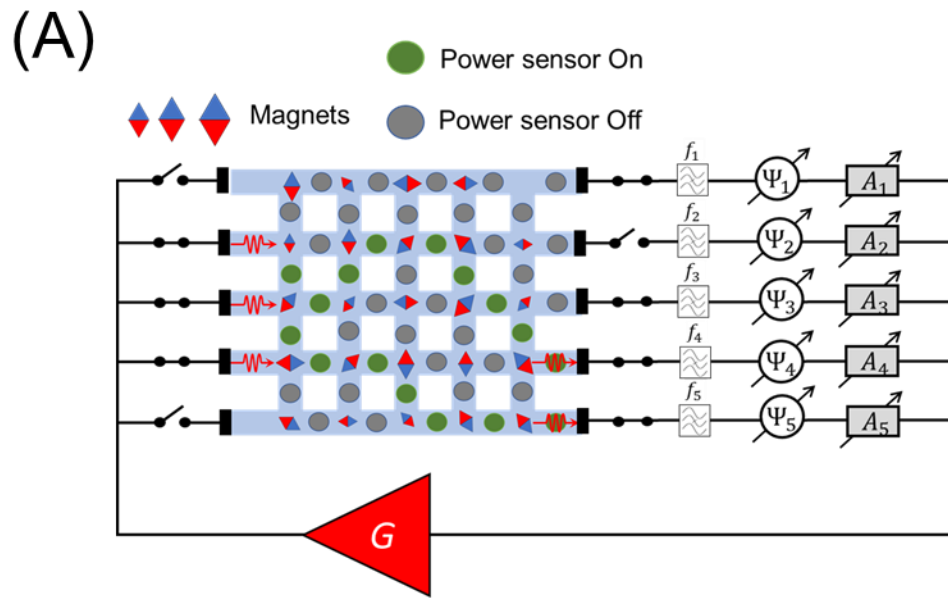 (A)
Power sensor On
Magnets
Power sensor Off
f₁
Ψ₁
A₁
f₂
Ψ₂
A₂
f₃
Ψ₃
A₃
f₄
Ψ₄
A₄
f₅
Ψ₅
A₅
G